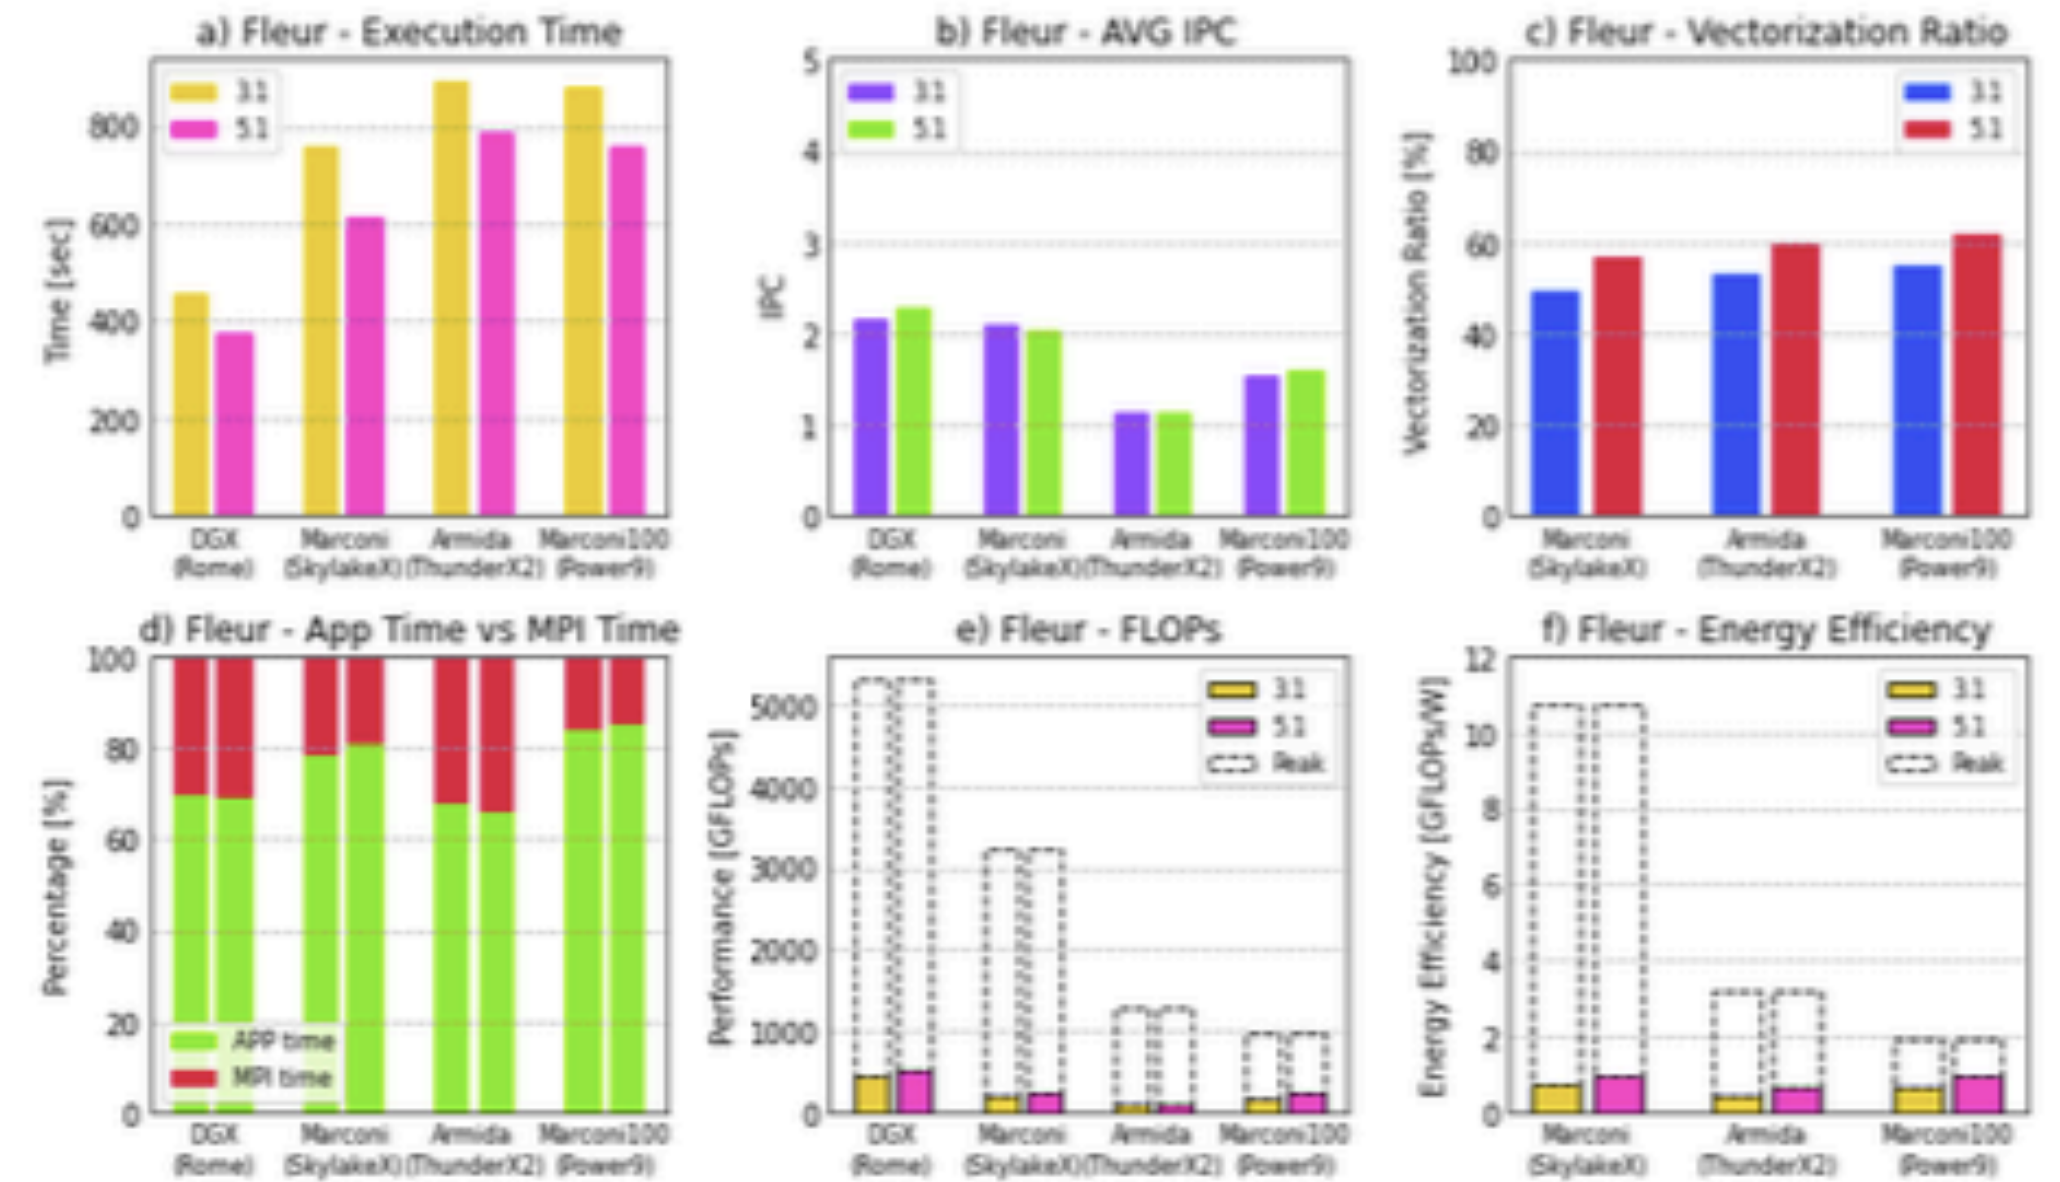 a) Fleur - Execution Time
3.1
5.1
Time [sec]
800
600
400
200
0
DGX Marconi Armida Marconi100
(Rome) (SkylakeX) (ThunderX2) (Power9)
b) Fleur - AVG IPC
3.1
5.1
IPC
5
4
3
2
1
0
DGX Marconi Armida Marconi100
(Rome) (SkylakeX) (ThunderX2) (Power9)
c) Fleur - Vectorization Ratio
3.1
5.1
Vectorization Ratio [%]
100
80
60
40
20
0
Marconi Armida Marconi100
(SkylakeX) (ThunderX2) (Power9)
d) Fleur - App Time vs MPI Time
Percentage [%]
100
80
60
40
20
0
APP time
MPI time
DGX Marconi Armida Marconi100
(Rome) (SkylakeX) (ThunderX2) (Power9)
e) Fleur - FLOPs
3.1
5.1
Peak
Performance [GFLOPs]
5000
4000
3000
2000
1000
0
DGX Marconi Armida Marconi100
(Rome) (SkylakeX) (ThunderX2) (Power9)
f) Fleur - Energy Efficiency
3.1
5.1
Peak
Energy Efficiency [GFLOPs/W]
12
10
8
6
4
2
0
Marconi Armida Marconi100
(SkylakeX) (ThunderX2) (Power9)